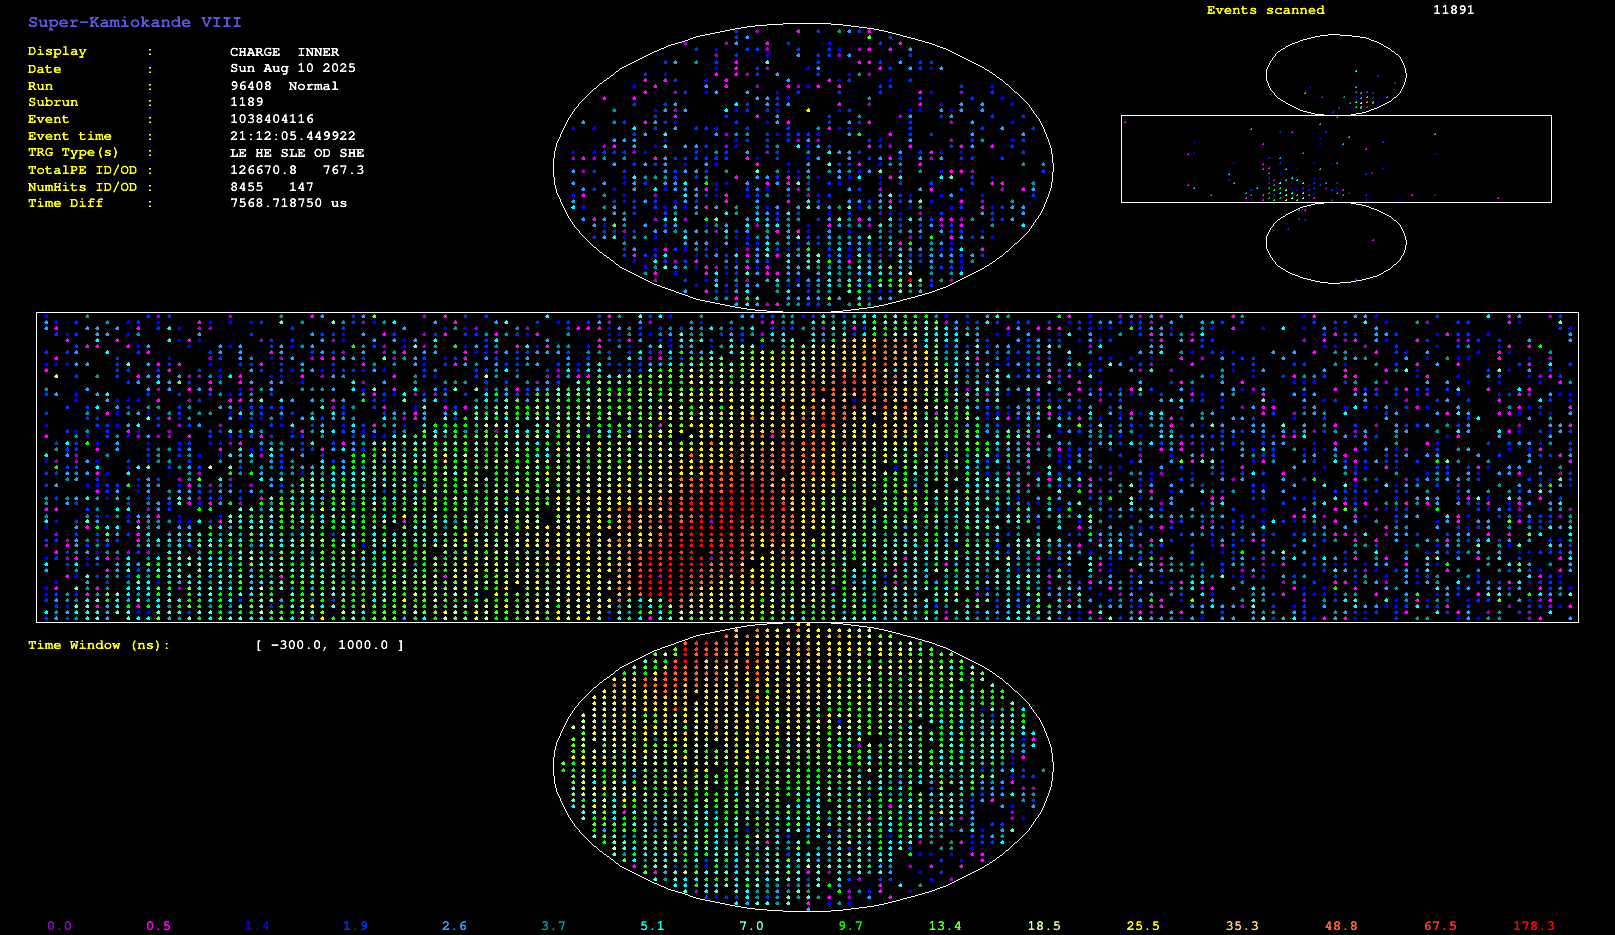 Super-Kamiokande VIII
Events scanned 11891
Display : CHARGE INNER
Date : Sun Aug 10 2025
Run : 96408 Normal
Subrun : 1189
Event : 1038404116
Event time : 21:12:05.449922
TRG Type(s) : LE HE SLE OD SHE
TotalPE ID/OD : 126670.8 767.3
NumHits ID/OD : 8455 147
Time Diff : 7568.718750 us
Time Window (ns): [ -300.0, 1000.0 ]
0.0 0.5 1.4 1.9 2.6 3.7 5.1 7.0 9.7 13.4 18.5 25.5 35.3 48.8 67.5 178.3